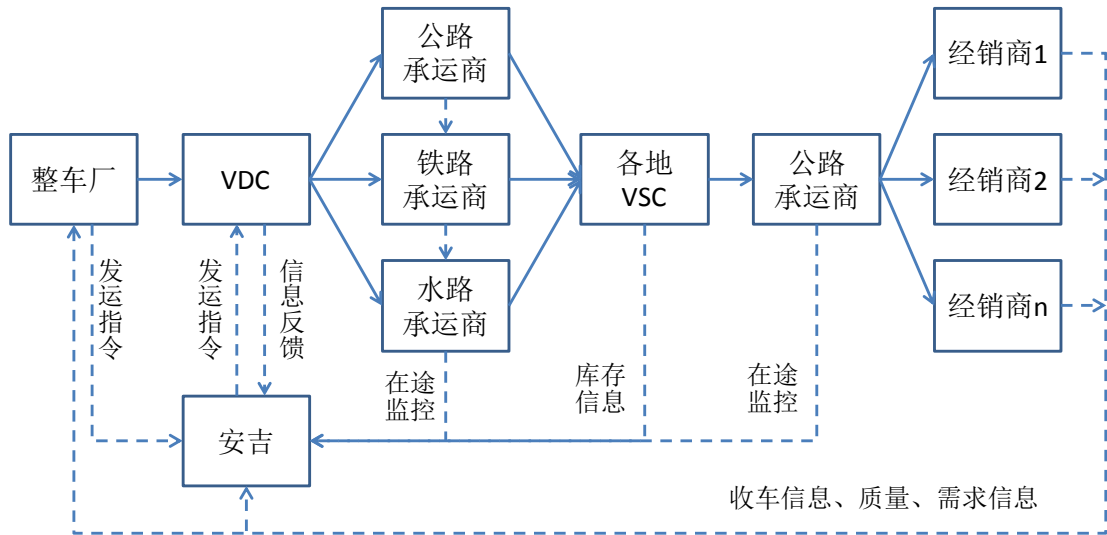 公路
承运商
经销商1
整车厂
VDC
铁路
承运商
各地
VSC
公路
承运商
经销商2
水路
承运商
经销商n
发运指令
发运指令
信息反馈
在途
监控
库存
信息
在途
监控
安吉
收车信息、质量、需求信息